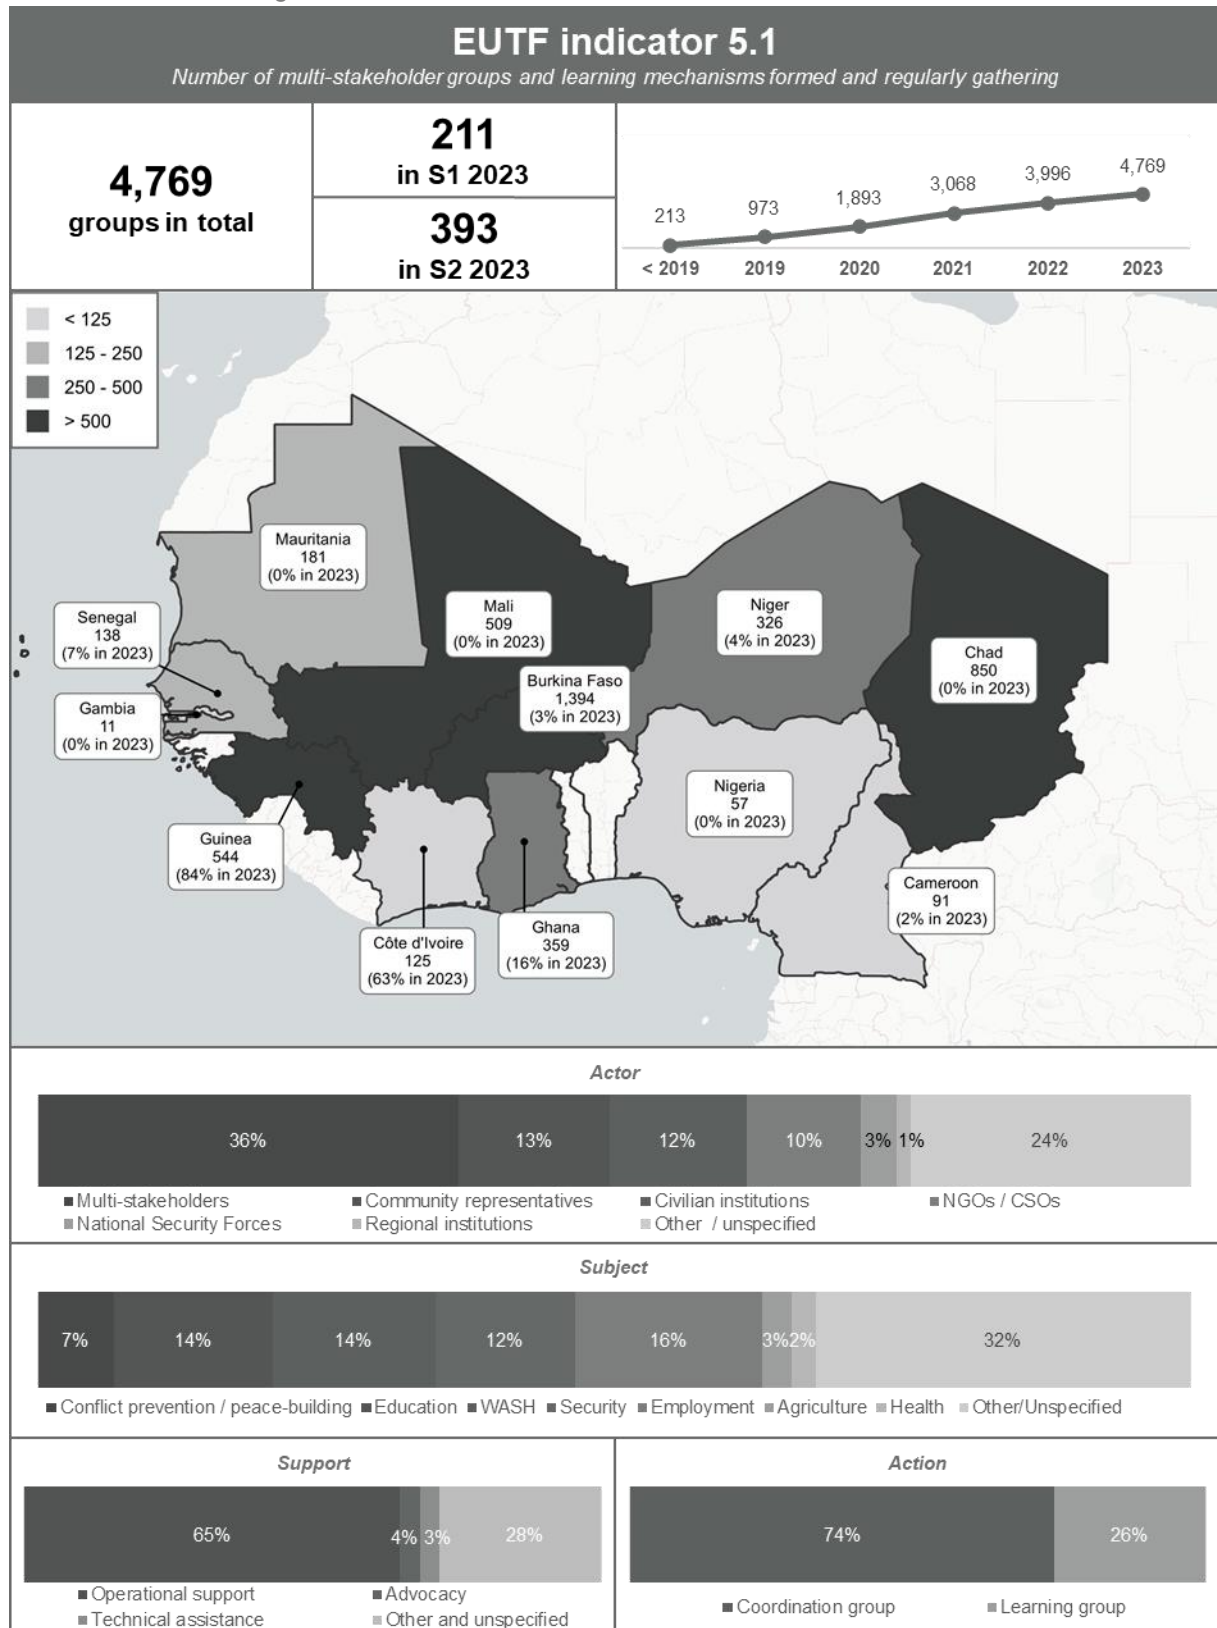 EUTF indicator 5.1
Number of multi-stakeholder groups and learning mechanisms formed and regularly gathering
4,769
groups in total
211
in S1 2023
393
in S2 2023
213
973
1,893
3,068
3,996
4,769
< 2019
2019
2020
2021
2022
2023
< 125
125 - 250
250 - 500
> 500
Mauritania
181
(0% in 2023)
Mali
509
(0% in 2023)
Niger
326
(4% in 2023)
Senegal
138
(7% in 2023)
Chad
850
(0% in 2023)
Burkina Faso
1,394
(3% in 2023)
Gambia
11
(0% in 2023)
Nigeria
57
(0% in 2023)
Guinea
544
(84% in 2023)
Cameroon
91
(2% in 2023)
Côte d'Ivoire
125
(63% in 2023)
Ghana
359
(16% in 2023)
Actor
36%
13%
12%
10%
3%
1%
24%
Multi-stakeholders
Community representatives
Civilian institutions
NGOs / CSOs
National Security Forces
Regional institutions
Other / unspecified
Subject
7%
14%
14%
12%
16%
3%
2%
32%
Conflict prevention / peace-building
Education
WASH
Security
Employment
Agriculture
Health
Other/Unspecified
Support
65%
4%
3%
28%
Operational support
Advocacy
Technical assistance
Other and unspecified
Action
74%
26%
Coordination group
Learning group